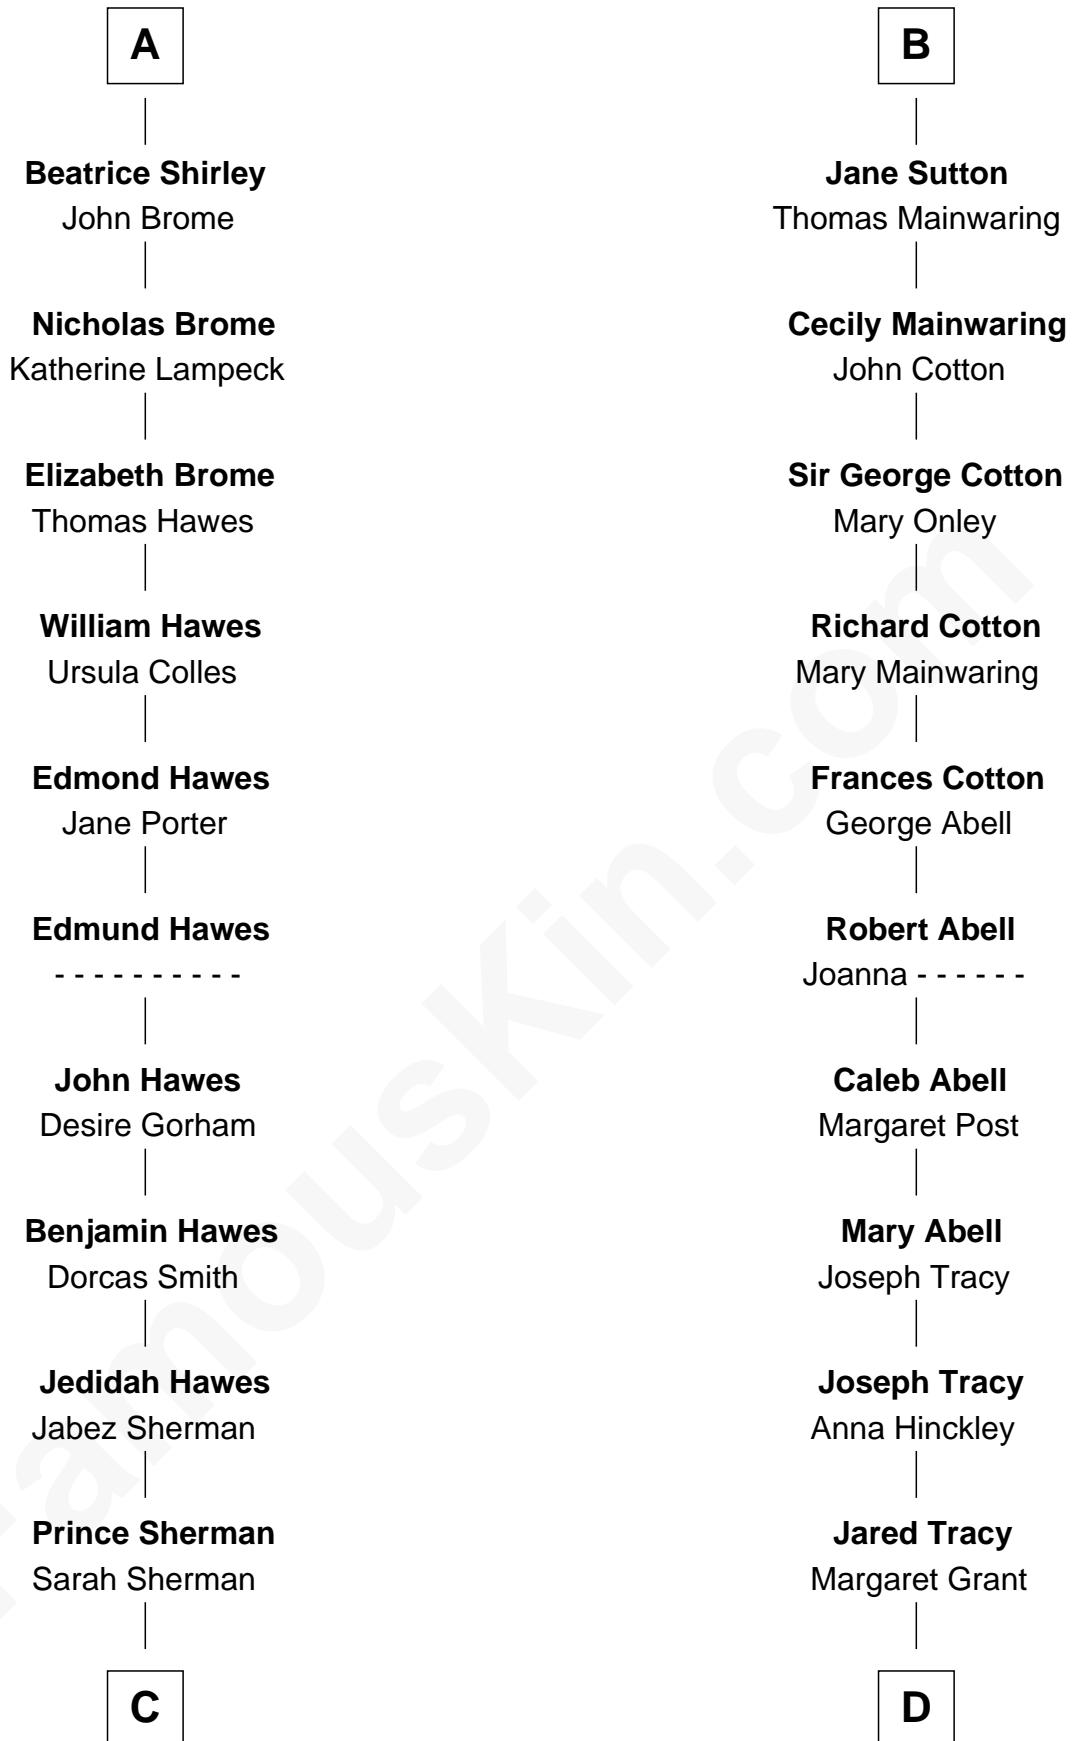 A
Beatrice Shirley
John Brome
Nicholas Brome
Katherine Lampeck
Elizabeth Brome
Thomas Hawes
William Hawes
Ursula Colles
Edmond Hawes
Jane Porter
Edmund Hawes
- - - - - - - - - -
John Hawes
Desire Gorham
Benjamin Hawes
Dorcas Smith
Jedidah Hawes
Jabez Sherman
Prince Sherman
Sarah Sherman
C
B
Jane Sutton
Thomas Mainwaring
Cecily Mainwaring
John Cotton
Sir George Cotton
Mary Onley
Richard Cotton
Mary Mainwaring
Frances Cotton
George Abell
Robert Abell
Joanna - - - - - -
Caleb Abell
Margaret Post
Mary Abell
Joseph Tracy
Joseph Tracy
Anna Hinckley
Jared Tracy
Margaret Grant
D
FamousKin.com